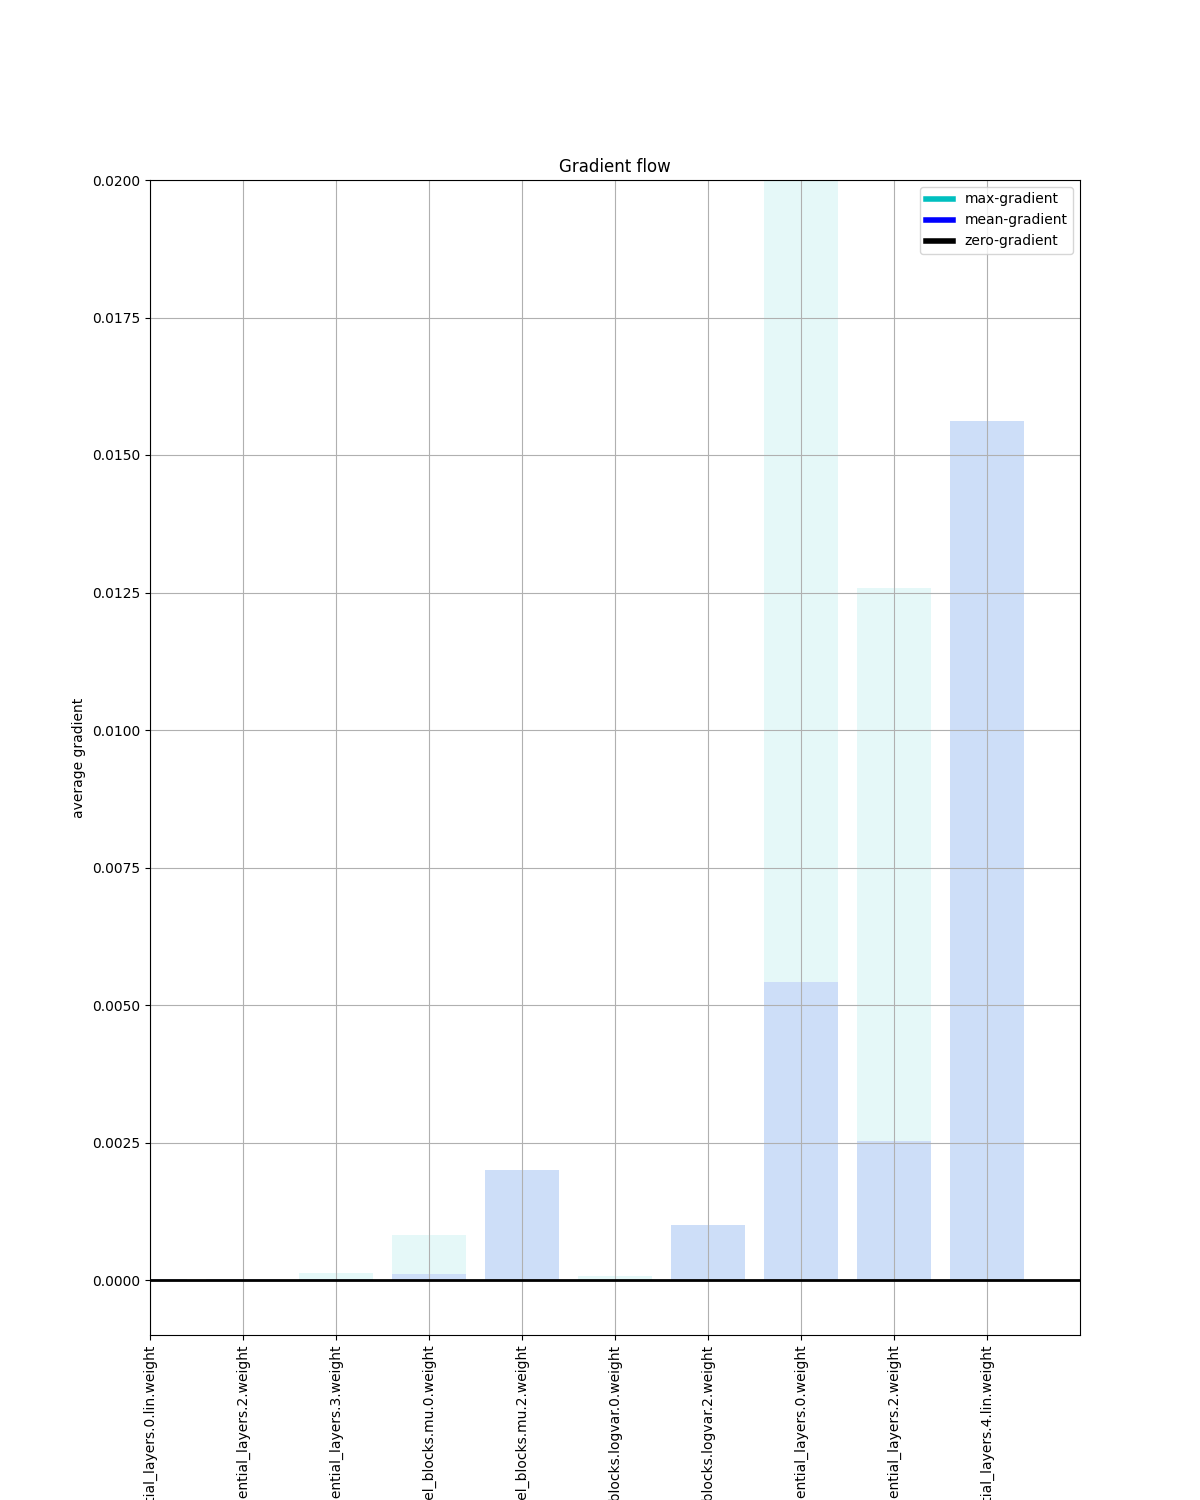 Gradient flow
max-gradient
mean-gradient
zero-gradient
0.0200
0.0175
0.0150
0.0125
0.0100
0.0075
0.0050
0.0025
0.0000
average gradient
tial_layers.0.lin.weight
ential_layers.2.weight
ential_layers.3.weight
el_blocks.mu.0.weight
el_blocks.mu.2.weight
blocks.logvar.0.weight
blocks.logvar.2.weight
ential_layers.0.weight
ential_layers.2.weight
tial_layers.4.lin.weight